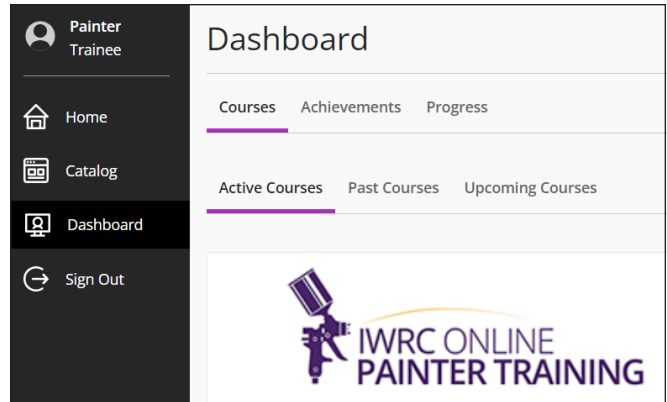 Painter
Trainee
Home
Catalog
Dashboard
Sign Out
Dashboard
Courses Achievements Progress
Active Courses Past Courses Upcoming Courses
IWRC ONLINE
PAINTER TRAINING